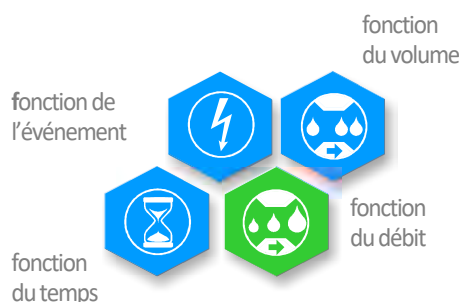 fonction
du volume
fonction de
l'événement
fonction
du débit
fonction
du temps